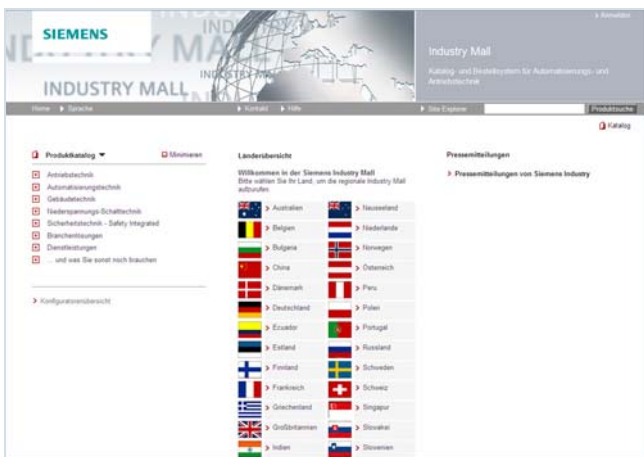 Anmelden
SIEMENS
INDUSTRY MALL
Industry Mall
Katalog- und Bestellsystem für Automatisierungs- und
Antriebstechnik
Home Sprache Kontakt Hilfe Site Explorer Produktsuche
Katalog
Produktkatalog Minimieren
Antriebstechnik
Automatisierungstechnik
Gebäudetechnik
Niederspannungs-Schalttechnik
Sicherheitstechnik - Safety Integrated
Branchenlösungen
Dienstleistungen
... und was Sie sonst noch brauchen
Konfiguratorenübersicht
Länderübersicht
Willkommen in der Siemens Industry Mall
Bitte wählen Sie Ihr Land, um die regionale Industry Mall
aufzurufen
Australien Neuseeland
Belgien Niederlande
Bulgaria Norwegen
China Österreich
Dänemark Peru
Deutschland Polen
Ecuador Portugal
Estland Russland
Finnland Schweden
Frankreich Schweiz
Griechenland Singapur
Großbritannien Slovakei
Indien Slovenien
Pressemitteilungen
Pressemitteilungen von Siemens Industry